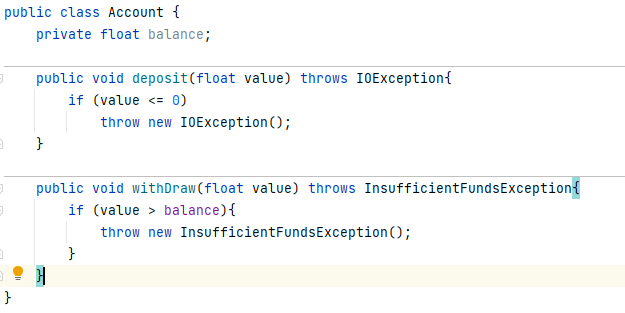 public class Account {
    private float balance;
    public void deposit(float value) throws IOException{
        if (value <= 0)
            throw new IOException();
    }
    public void withDraw(float value) throws InsufficientFundsException{
        if (value > balance){
            throw new InsufficientFundsException();
        }
    }
}